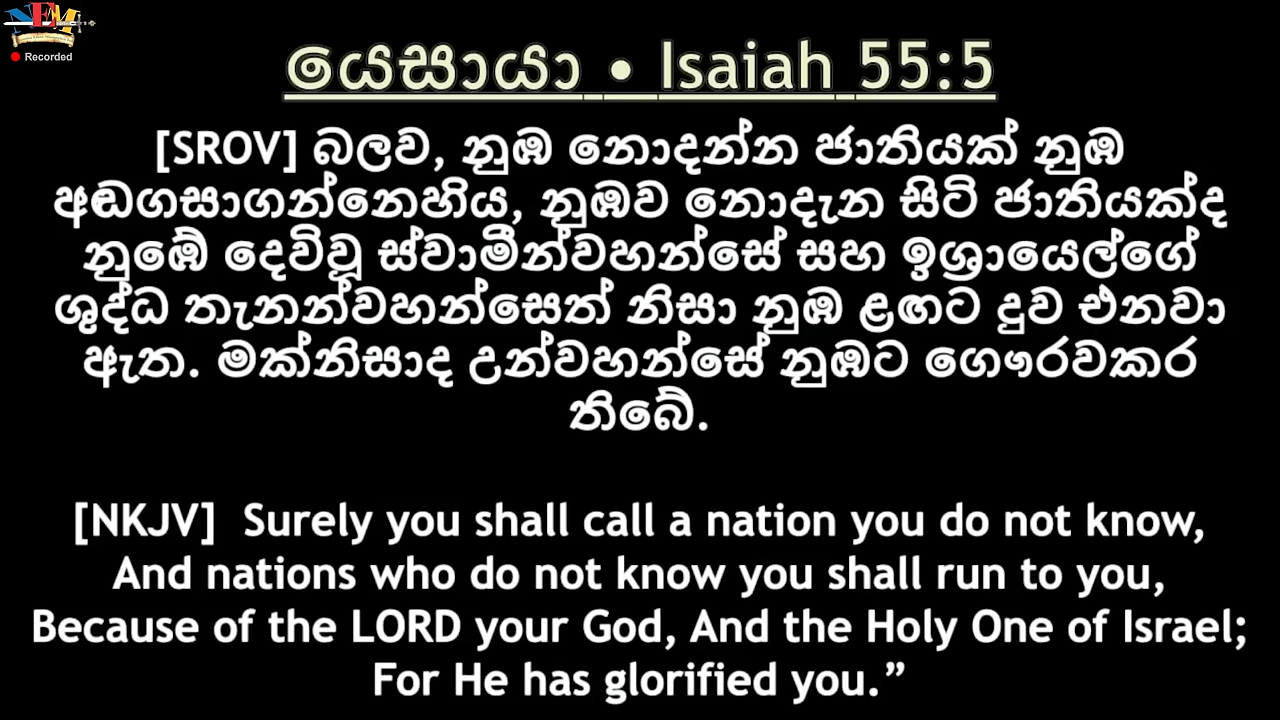 NEM
Recorded
යෙසායා • Isaiah 55:5
[SROV] බලව, නුඹ නොදන්න ජාතියක් නුඹ
අඬගසාගන්නෙහිය, නුඹව නොදැන සිටි ජාතියක්ද
නුඹේ දෙවිවූ ස්වාමීන්වහන්සේ සහ ඉශ්‍රායෙල්ගේ
ශුද්ධ තැනන්වහන්සෙත් නිසා නුඹ ළඟට දුව එනවා
ඇත. මක්නිසාද උන්වහන්සේ නුඹට ගෞරවකර
තිබේ.
[NKJV] Surely you shall call a nation you do not know,
And nations who do not know you shall run to you,
Because of the LORD your God, And the Holy One of Israel;
For He has glorified you.”